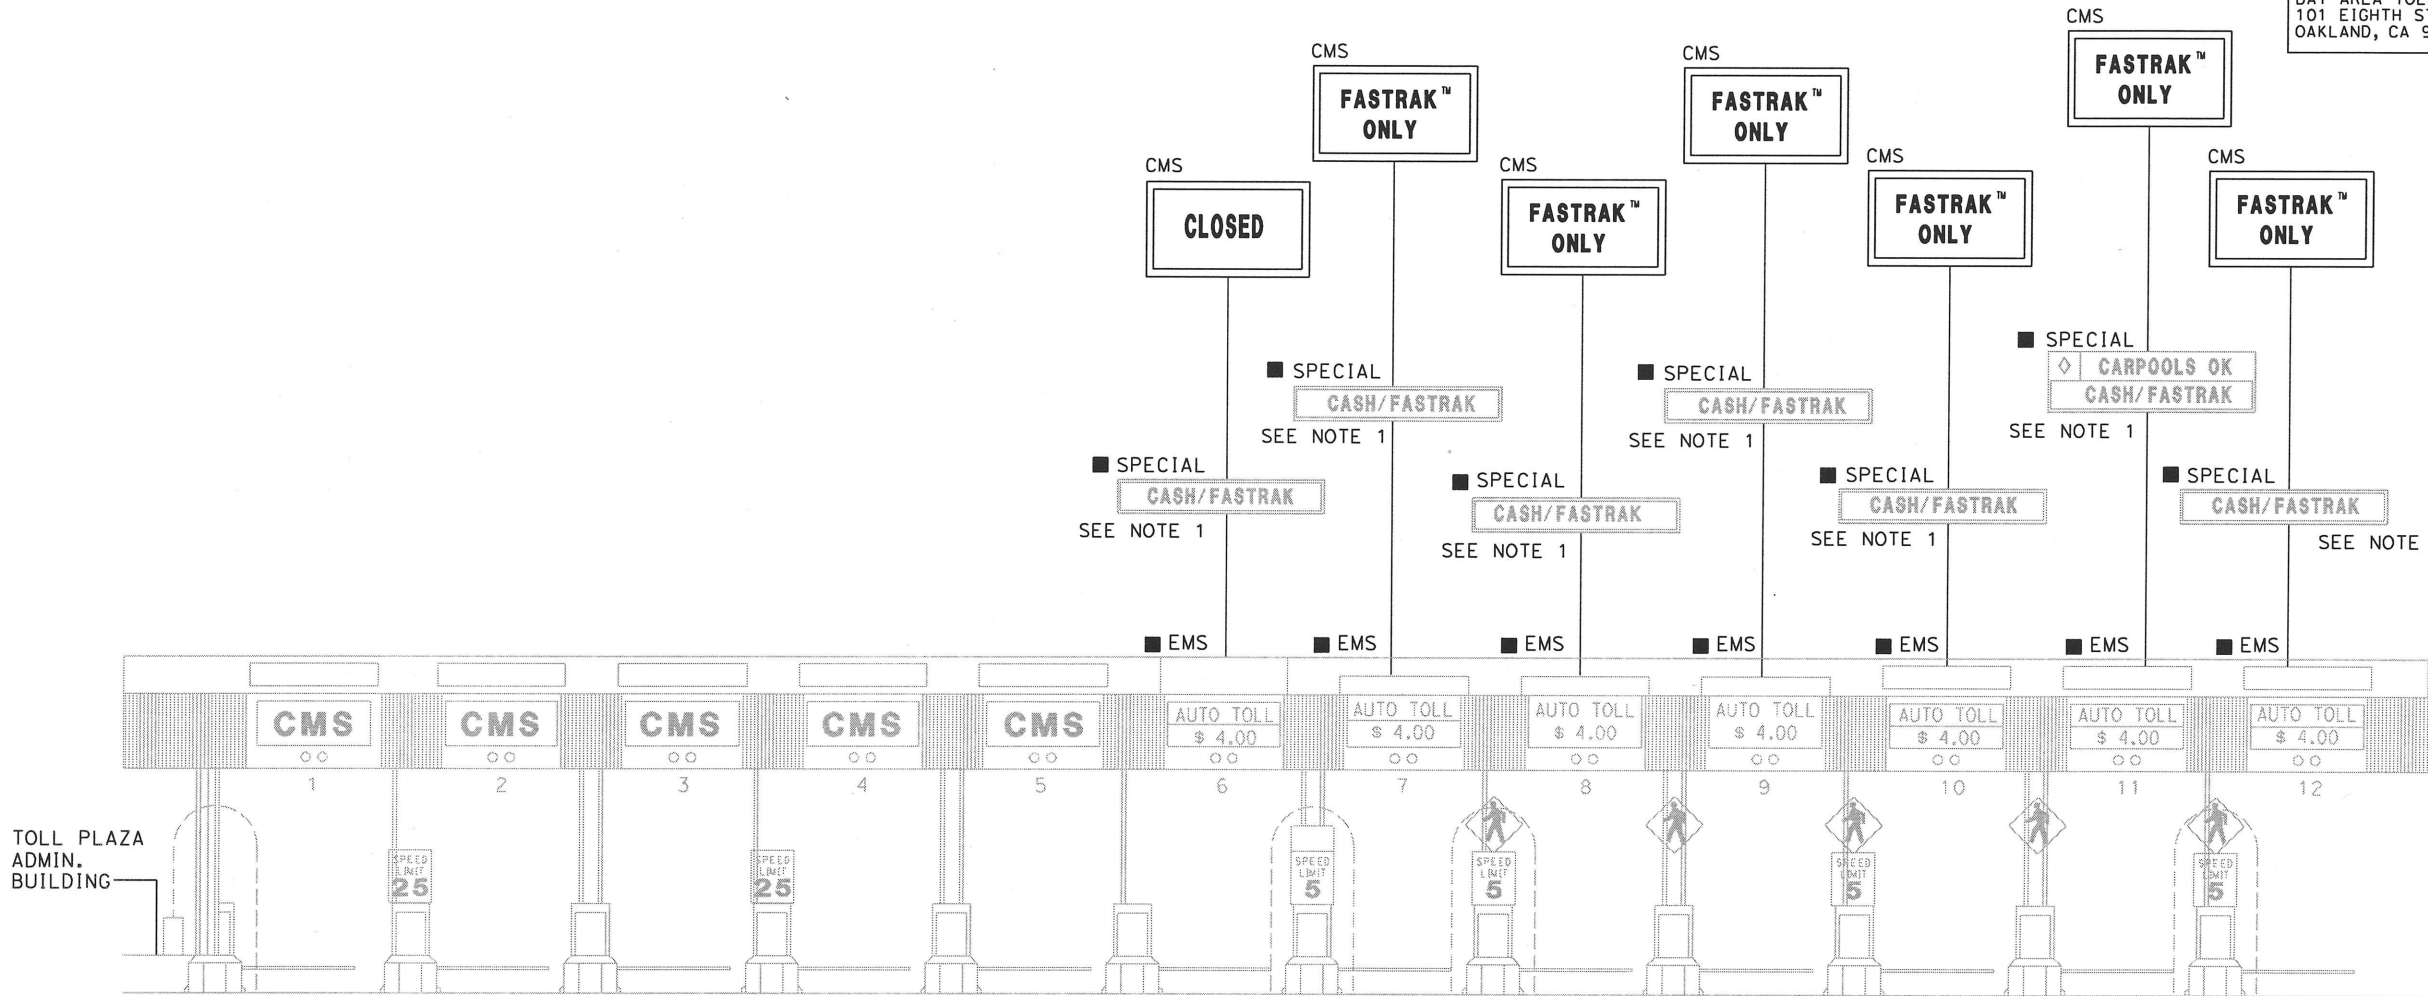 101 EIGHTH
OAKLAND, CA
CMS
FASTRAK™
ONLY
CMS
FASTRAK™
ONLY
CMS
FASTRAK™
ONLY
CMS
CLOSED
CMS
FASTRAK™
ONLY
CMS
FASTRAK™
ONLY
CMS
FASTRAK™
ONLY
■ SPECIAL
CASH/FASTRAK
SEE NOTE 1
■ SPECIAL
CASH/FASTRAK
SEE NOTE 1
■ SPECIAL
◇ CARPOOLS OK
CASH/FASTRAK
SEE NOTE 1
■ SPECIAL
CASH/FASTRAK
SEE NOTE 1
■ SPECIAL
CASH/FASTRAK
SEE NOTE 1
■ SPECIAL
CASH/FASTRAK
SEE NOTE 1
■ SPECIAL
CASH/FASTRAK
SEE NOTE
■ EMS ■ EMS ■ EMS ■ EMS ■ EMS ■ EMS ■ EMS
CMS CMS CMS CMS CMS
AUTO TOLL
$ 4.00
AUTO TOLL
$ 4.00
AUTO TOLL
$ 4.00
AUTO TOLL
$ 4.00
AUTO TOLL
$ 4.00
AUTO TOLL
$ 4.00
AUTO TOLL
$ 4.00
1 2 3 4 5 6 7 8 9 10 11 12
TOLL PLAZA
ADMIN.
BUILDING
SPEED
LIMIT
25
SPEED
LIMIT
25
SPEED
LIMIT
5
SPEED
LIMIT
5
SPEED
LIMIT
5
SPEED
LIMIT
5